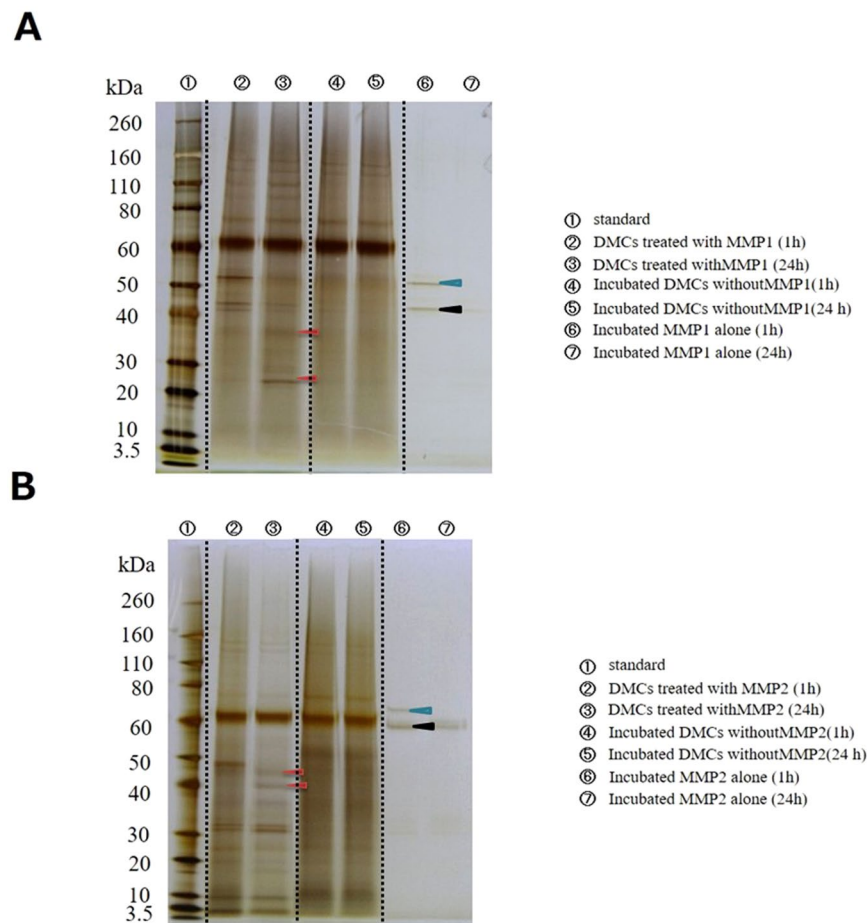 A
kDa ① ② ③ ④ ⑤ ⑥ ⑦
260
160
110
80
60
50
40
30
20
10
3.5
① standard
② DMCs treated with MMP1 (1h)
③ DMCs treated withMMP1 (24h)
④ Incubated DMCs withoutMMP1(1h)
⑤ Incubated DMCs withoutMMP1(24 h)
⑥ Incubated MMP1 alone (1h)
⑦ Incubated MMP1 alone (24h)
B
① ② ③ ④ ⑤ ⑥ ⑦
kDa
260
160
110
80
60
50
40
30
20
10
3.5
① standard
② DMCs treated with MMP2 (1h)
③ DMCs treated withMMP2 (24h)
④ Incubated DMCs withoutMMP2(1h)
⑤ Incubated DMCs withoutMMP2(24 h)
⑥ Incubated MMP2 alone (1h)
⑦ Incubated MMP2 alone (24h)